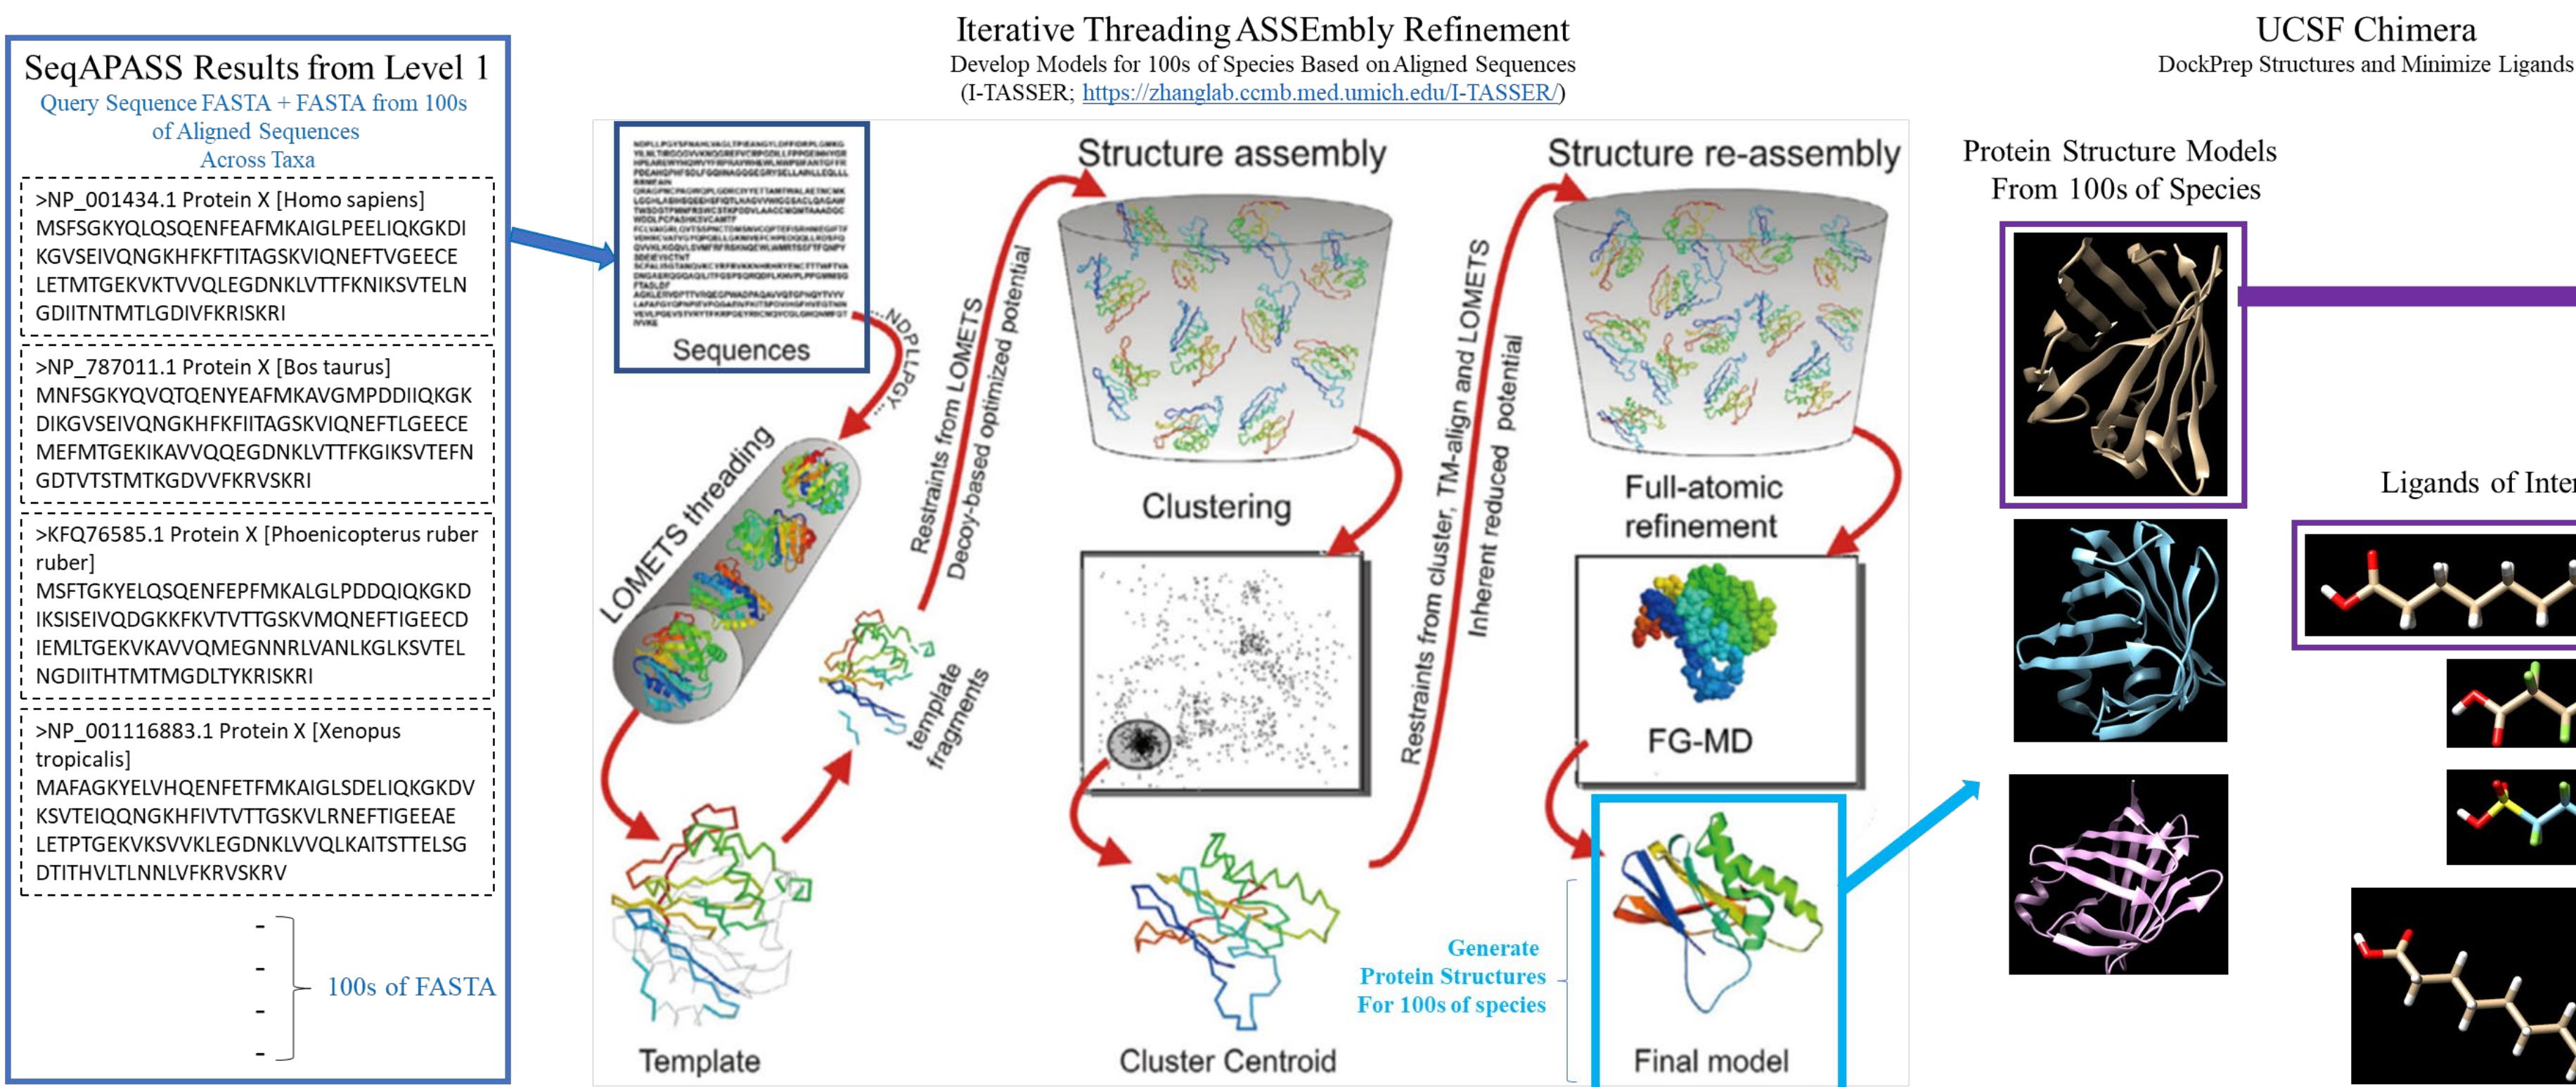 SeqAPASS Results from Level 1
Query Sequence FASTA + FASTA from 100s
of Aligned Sequences
Across Taxa
>NP_001434.1 Protein X [Homo sapiens]
MSFSGKYQLQSQENFEAFMKAIGLPEELIQKGKDI
KGVSEIVQNGKHFKFTITAGSKVIQNEFTVGEECE
LETMTGEKVKTVVQLEGDNKLVTTFKNIKSVTELN
GDIITNTMTLGDIVFKRISKRI
>NP_787011.1 Protein X [Bos taurus]
MNFSGKYQVQTQENYEAFMKAVGMPDDIIQKGK
DIKGVSEIVQNGKHFKFIITAGSKVIQNEFTLGEECE
MEFMTGEKIKAVVQQEGDNKLVTTFKGIKSVTEFN
GDTVTSTMTKGDVVFKRVSKRI
>KFQ76585.1 Protein X [Phoenicopterus ruber
ruber]
MSFTGKYELQSQENFEPFMKALGLPDDQIQKGKD
IKSISEIVQDGKKFKVTVTTGSKVMQNEFTIGEECD
IEMLTGEKVKAVVQMEGNNRLVANLKGLKSVTEL
NGDIITHTMTMGDLTYKRISKRI
>NP_001116883.1 Protein X [Xenopus
tropicalis]
MAFAGKYELVHQENFETFMKAIGLSDELIQKGKDV
KSVTEIQQNGKHFIVTVTTGSKVLRNEFTIGEEAE
LETPTGEKVKSVVKLEGDNKLVVQLKAITSTTELSG
DTITHVLTLNNLVFKRVSKRV
-
-
-
-
100s of FASTA
Iterative Threading ASSEmbly Refinement
Develop Models for 100s of Species Based on Aligned Sequences
(I-TASSER; https://zhanglab.ccmb.med.umich.edu/I-TASSER/)
Sequences
...NDPLLPGY...
LOMETS threading
Template
template
fragments
Restraints from LOMETS
Decoy-based optimized potential
Structure assembly
Clustering
Cluster Centroid
Restraints from cluster, TM-align and LOMETS
Inherent reduced potential
Structure re-assembly
Full-atomic
refinement
FG-MD
Generate
Protein Structures
For 100s of species
Final model
UCSF Chimera
DockPrep Structures and Minimize Ligands
Protein Structure Models
From 100s of Species
Ligands of Inter